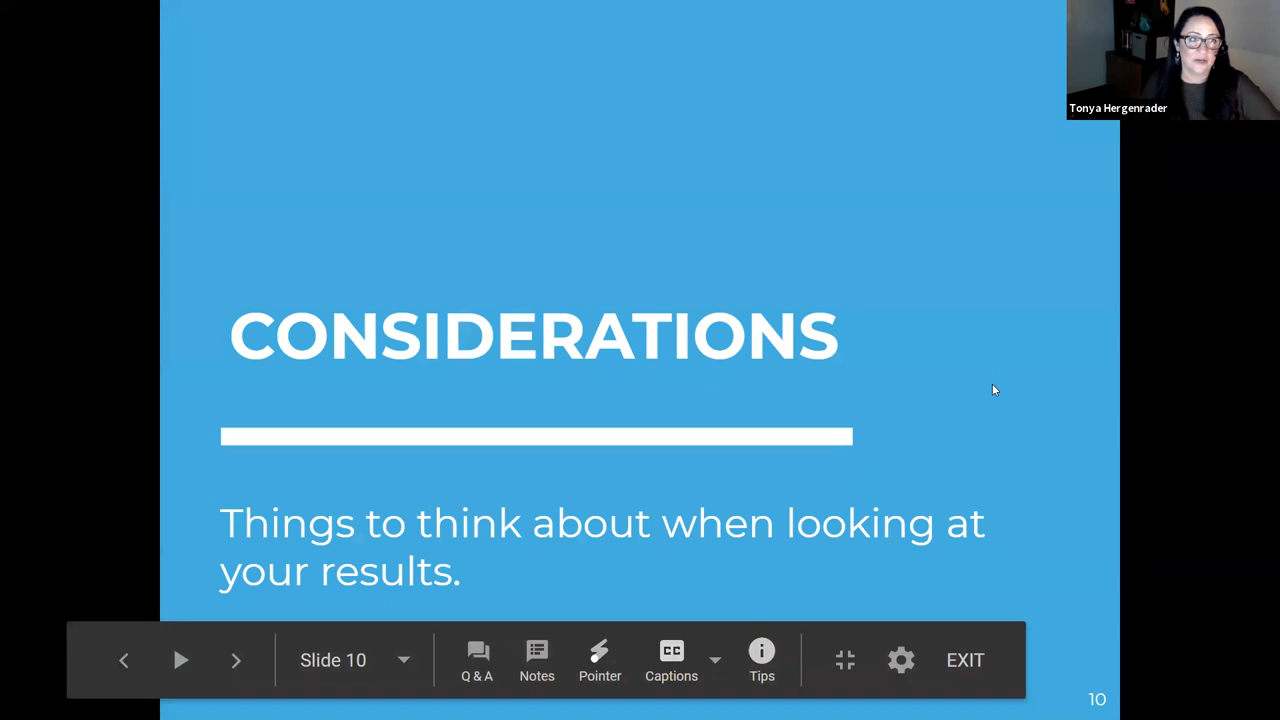 Tonya Hergenrader
CONSIDERATIONS
Things to think about when looking at
your results.
Slide 10
Q & A
Notes
Pointer
CC
Captions
Tips
EXIT
10